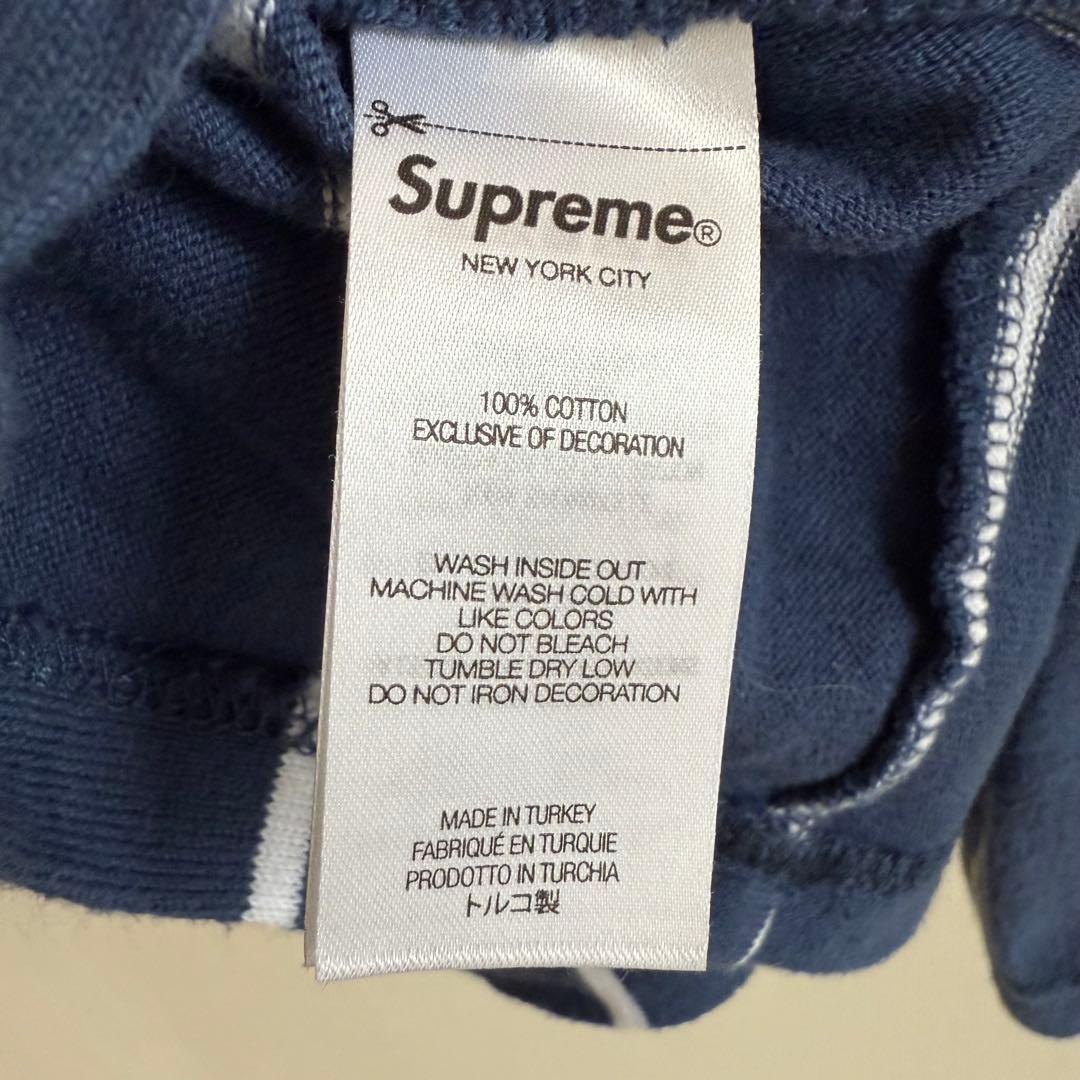 Supreme®
NEW YORK CITY
100% COTTON
EXCLUSIVE OF DECORATION
WASH INSIDE OUT
MACHINE WASH COLD WITH
LIKE COLORS
DO NOT BLEACH
TUMBLE DRY LOW
DO NOT IRON DECORATION
MADE IN TURKEY
FABRIQUÉ EN TURQUIE
PRODOTTO IN TURCHIA
トルコ製